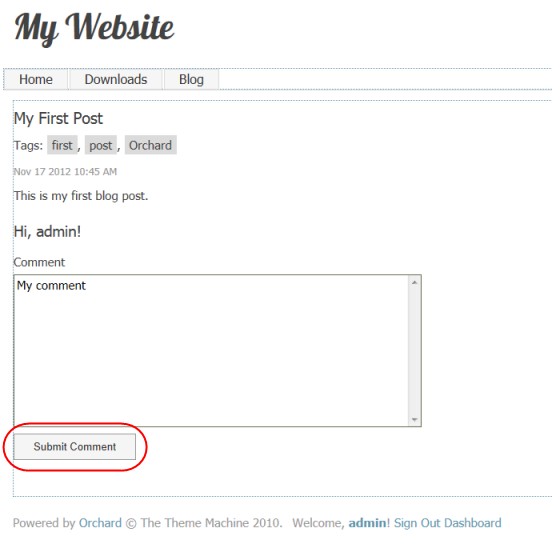 My Website
Home Downloads Blog
My First Post
Tags: first, post, Orchard
Nov 17 2012 10:45 AM
This is my first blog post.
Hi, admin!
Comment
My comment
Submit Comment
Powered by Orchard © The Theme Machine 2010. Welcome, admin! Sign Out Dashboard